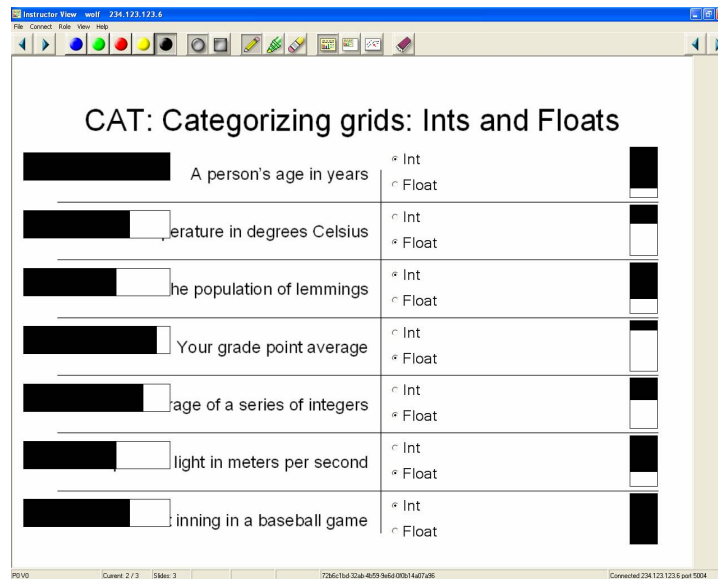 Instructor View wolf 234.123.123.6
File Connect Role View Help
CAT: Categorizing grids: Ints and Floats
A person's age in years
Int
Float
erature in degrees Celsius
Int
Float
he population of lemmings
Int
Float
Your grade point average
Int
Float
rage of a series of integers
Int
Float
light in meters per second
Int
Float
inning in a baseball game
Int
Float
P0 V0 Current: 2 / 3 Slides: 3 72b6c1bd-32ab-4b59-9e6d-0f0b14a07a96 Connected 234.123.123.6 port 5004